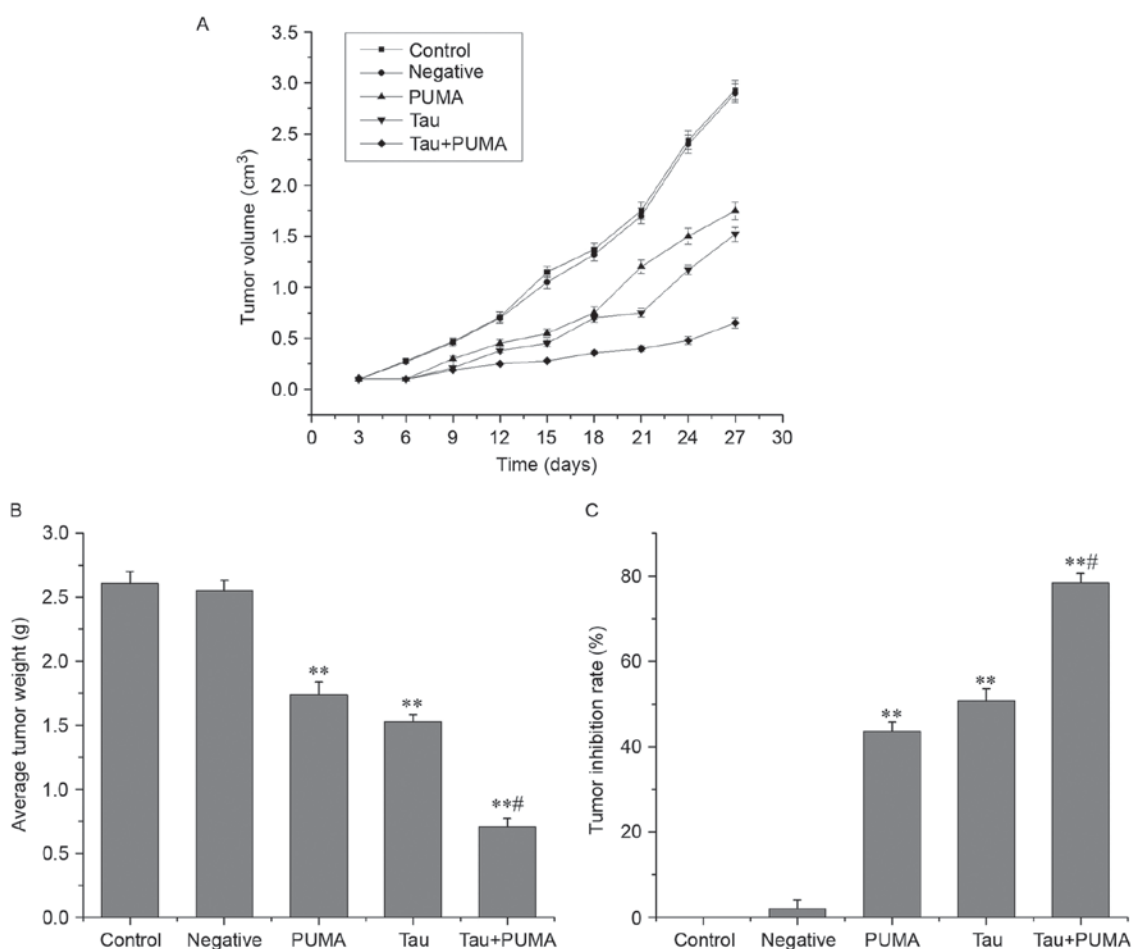 A
Tumor volume (cm³)
3.5
3.0
2.5
2.0
1.5
1.0
0.5
0.0
Control
Negative
PUMA
Tau
Tau+PUMA
0 3 6 9 12 15 18 21 24 27 30
Time (days)
B
Average tumor weight (g)
3.0
2.5
2.0
1.5
1.0
0.5
0.0
**
**
**#
Control Negative PUMA Tau Tau+PUMA
C
Tumor inhibition rate (%)
80
60
40
20
0
**
**
**#
Control Negative PUMA Tau Tau+PUMA